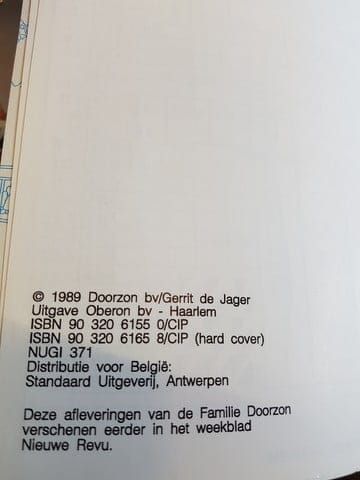 © 1989 Doorzon bv/Gerrit de Jager
Uitgave Oberon bv - Haarlem
ISBN 90 320 6155 0/CIP
ISBN 90 320 6165 8/CIP (hard cover)
NUGI 371
Distributie voor België:
Standaard Uitgeverij, Antwerpen
Deze afleveringen van de Familie Doorzon
verschenen eerder in het weekblad
Nieuwe Revu.